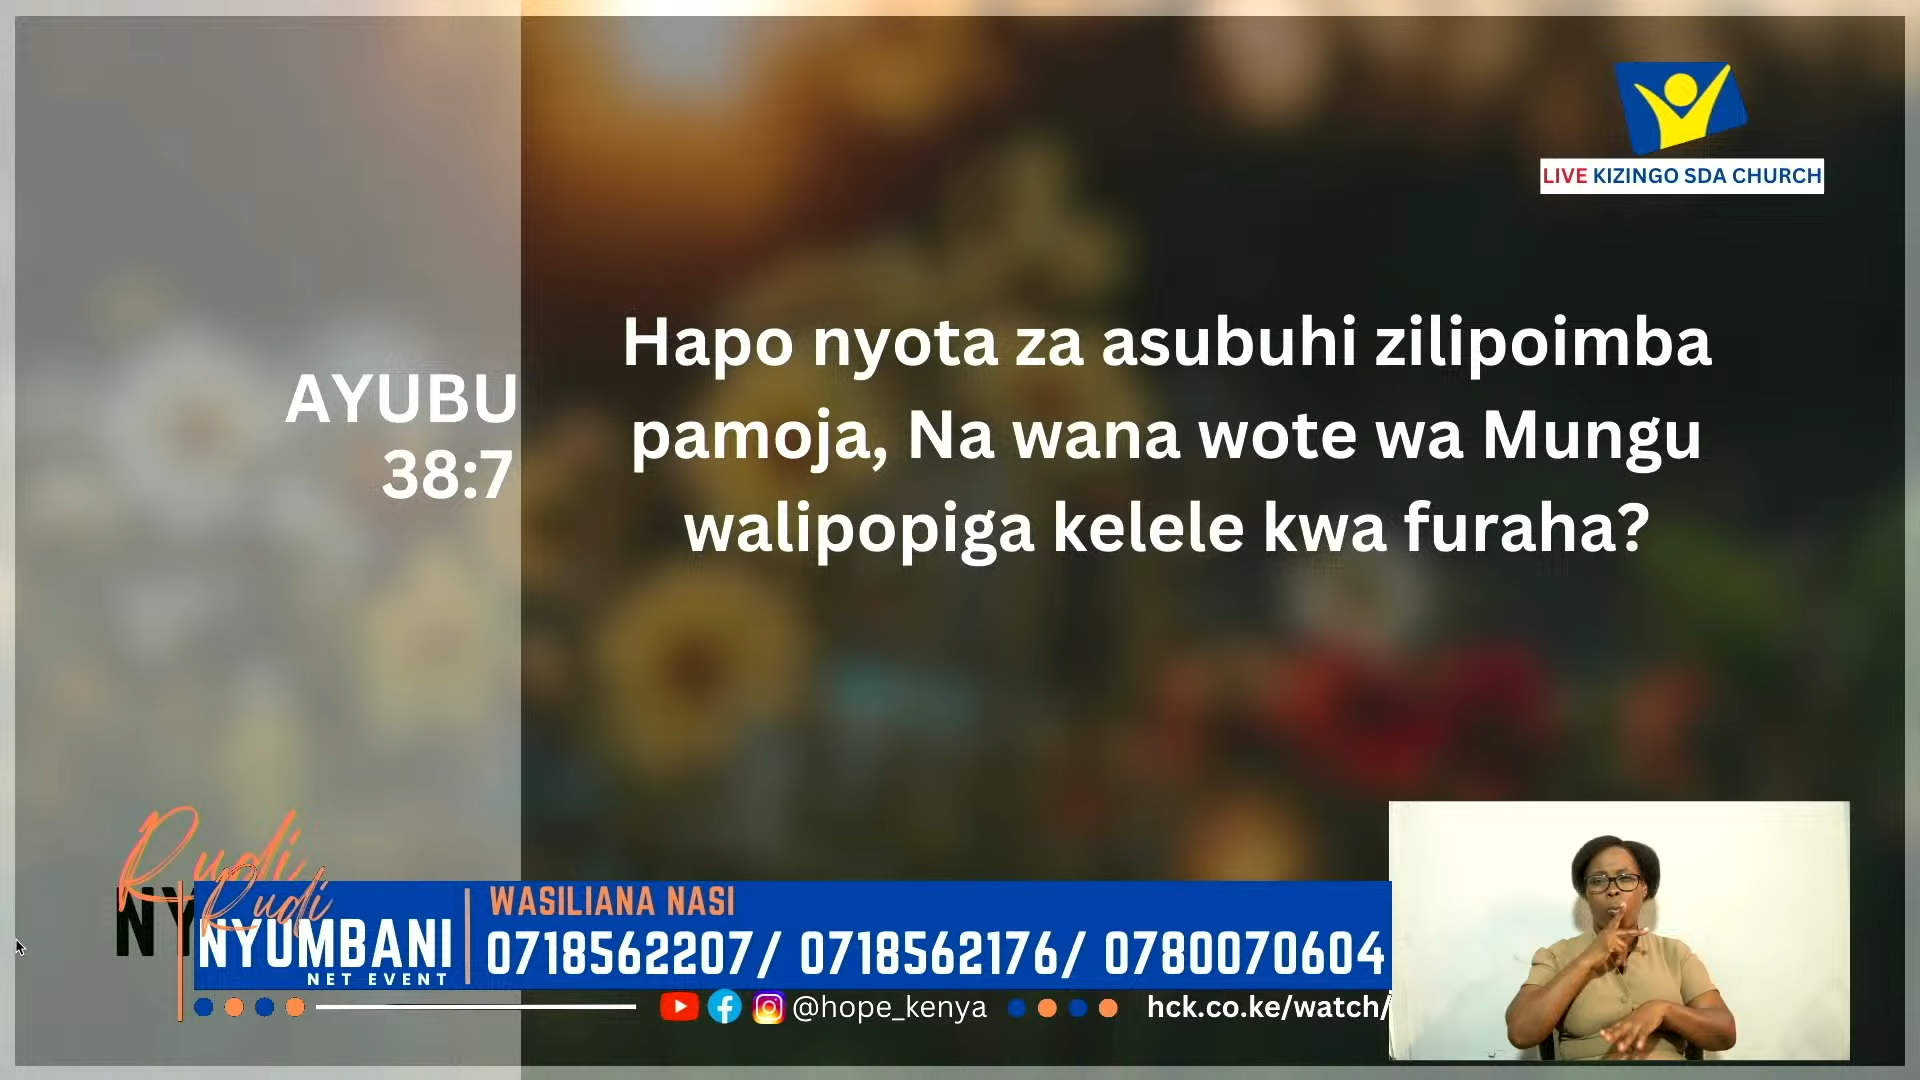 LIVE KIZINGO SDA CHURCH
AYUBU
38:7
Hapo nyota za asubuhi zilipoimba
pamoja, Na wana wote wa Mungu
walipopiga kelele kwa furaha?
Rudi
NY
Rudi
NYUMBANI
NET EVENT
WASILIANA NASI
0718562207/ 0718562176/ 0780070604
@hope_kenya
hck.co.ke/watch/